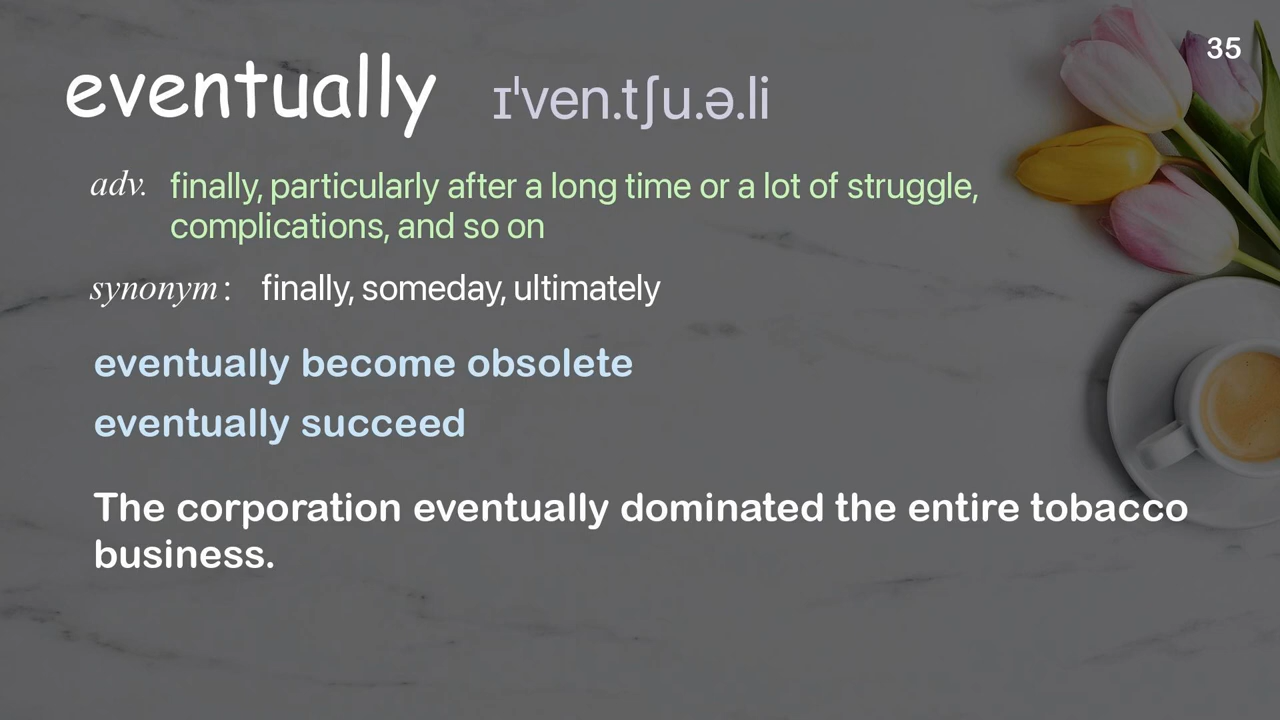 35
eventually ɪˈven.tʃu.ə.li
adv. finally, particularly after a long time or a lot of struggle,
complications, and so on
synonym: finally, someday, ultimately
eventually become obsolete
eventually succeed
The corporation eventually dominated the entire tobacco
business.